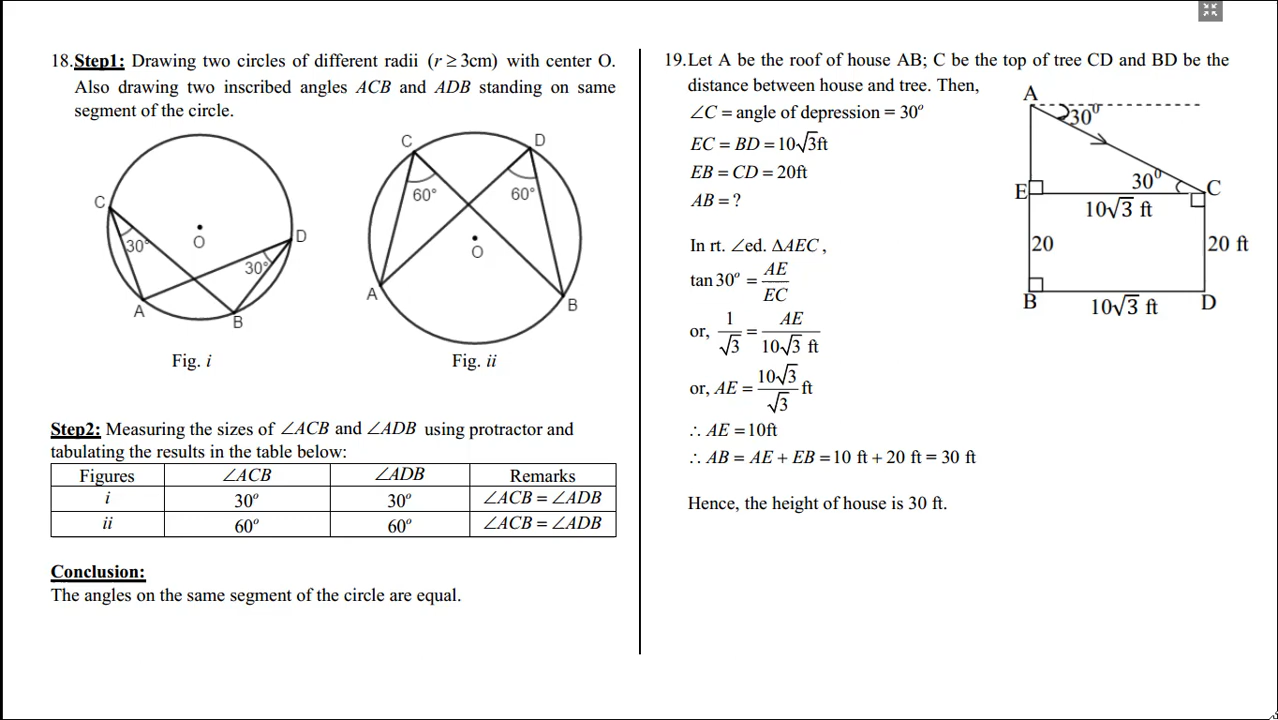 18. Step1: Drawing two circles of different radii (r ≥ 3cm) with center O.
Also drawing two inscribed angles ACB and ADB standing on same
segment of the circle.
C
D
A
B
O
30°
30°
Fig. i
C
D
60°
60°
O
A
B
Fig. ii
Step2: Measuring the sizes of ∠ACB and ∠ADB using protractor and
tabulating the results in the table below:
Figures ∠ACB ∠ADB Remarks
i 30° 30° ∠ACB = ∠ADB
ii 60° 60° ∠ACB = ∠ADB
Conclusion:
The angles on the same segment of the circle are equal.
19. Let A be the roof of house AB; C be the top of tree CD and BD be the
distance between house and tree. Then,
∠C = angle of depression = 30°
EC = BD = 10√3ft
EB = CD = 20ft
AB = ?
In rt. ∠ed. ΔAEC,
tan 30° = AE/EC
or, 1/√3 = AE/10√3 ft
or, AE = 10√3/√3 ft
∴ AE = 10ft
∴ AB = AE + EB = 10 ft + 20 ft = 30 ft
Hence, the height of house is 30 ft.
A
30°
E
30°
C
10√3 ft
20
20 ft
B
10√3 ft
D